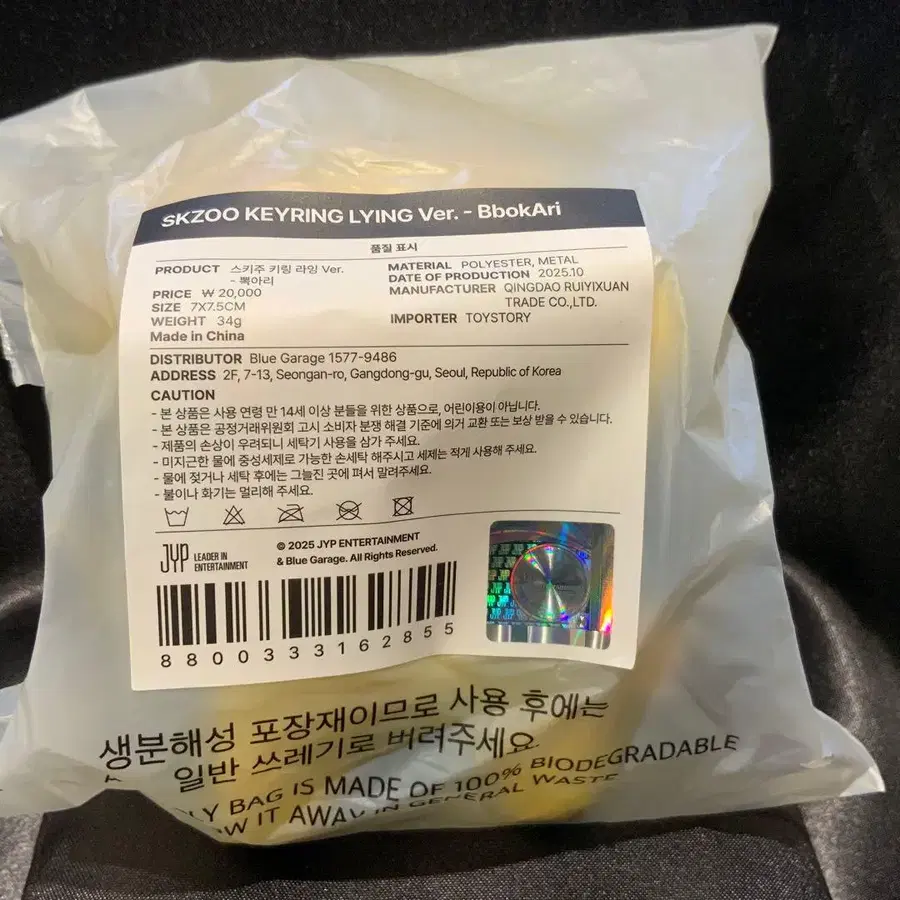 SKZOO KEYRING LYING Ver. - BbokAri
품질 표시
PRODUCT 스키주 키링 라잉 Ver.
- 뽁아리
PRICE ₩ 20,000
SIZE 7X7.5CM
WEIGHT 34g
Made in China
MATERIAL POLYESTER, METAL
DATE OF PRODUCTION 2025.10
MANUFACTURER QINGDAO RUIYIXUAN
TRADE CO.,LTD.
IMPORTER TOYSTORY
DISTRIBUTOR Blue Garage 1577-9486
ADDRESS 2F, 7-13, Seongan-ro, Gangdong-gu, Seoul, Republic of Korea
CAUTION
- 본 상품은 사용 연령 만 14세 이상 분들을 위한 상품으로, 어린이용이 아닙니다.
- 본 상품은 공정거래위원회 고시 소비자 분쟁 해결 기준에 의거 교환 또는 보상 받을 수 있습니다.
- 제품의 손상이 우려되니 세탁기 사용을 삼가 주세요.
- 미지근한 물에 중성세제로 가능한 손세탁 해주시고 세제는 적게 사용해 주세요.
- 물에 젖거나 세탁 후에는 그늘진 곳에 펴서 말려주세요.
- 불이나 화기는 멀리해 주세요.
JYP LEADER IN
ENTERTAINMENT
© 2025 JYP ENTERTAINMENT
& Blue Garage. All Rights Reserved.
8800333162855
생분해성 포장재이므로 사용 후에는
일반 쓰레기로 버려주세요.
LY BAG IS MADE OF 100% BIODEGRADABLE
OW IT AWAY IN GENERAL WASTE